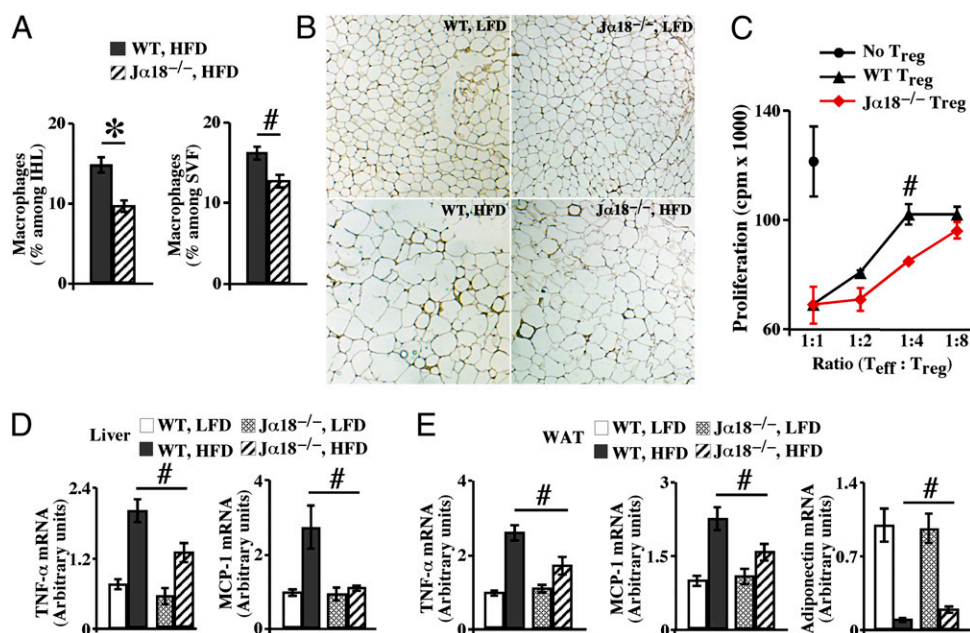 A
WT, HFD
Jα18−/−, HFD
Macrophages
(% among IHL)
20
10
0
*
Macrophages
(% among SVF)
20
10
0
#
B
WT, LFD
Jα18−/−, LFD
WT, HFD
Jα18−/−, HFD
C
No Treg
WT Treg
Jα18−/− Treg
Proliferation (cpm x 1000)
140
100
60
#
1:1 1:2 1:4 1:8
Ratio (Teff : Treg)
D
Liver
WT, LFD
Jα18−/−, LFD
WT, HFD
Jα18−/−, HFD
TNF-α mRNA
(Arbitrary units)
2.4
1.2
0
#
MCP-1 mRNA
(Arbitrary units)
4
2
0
#
E
WAT
WT, LFD
Jα18−/−, LFD
WT, HFD
Jα18−/−, HFD
TNF-α mRNA
(Arbitrary units)
4
2
0
#
MCP-1 mRNA
(Arbitrary units)
3
1.5
0
#
Adiponectin mRNA
(Arbitrary units)
1.4
0.7
0
#